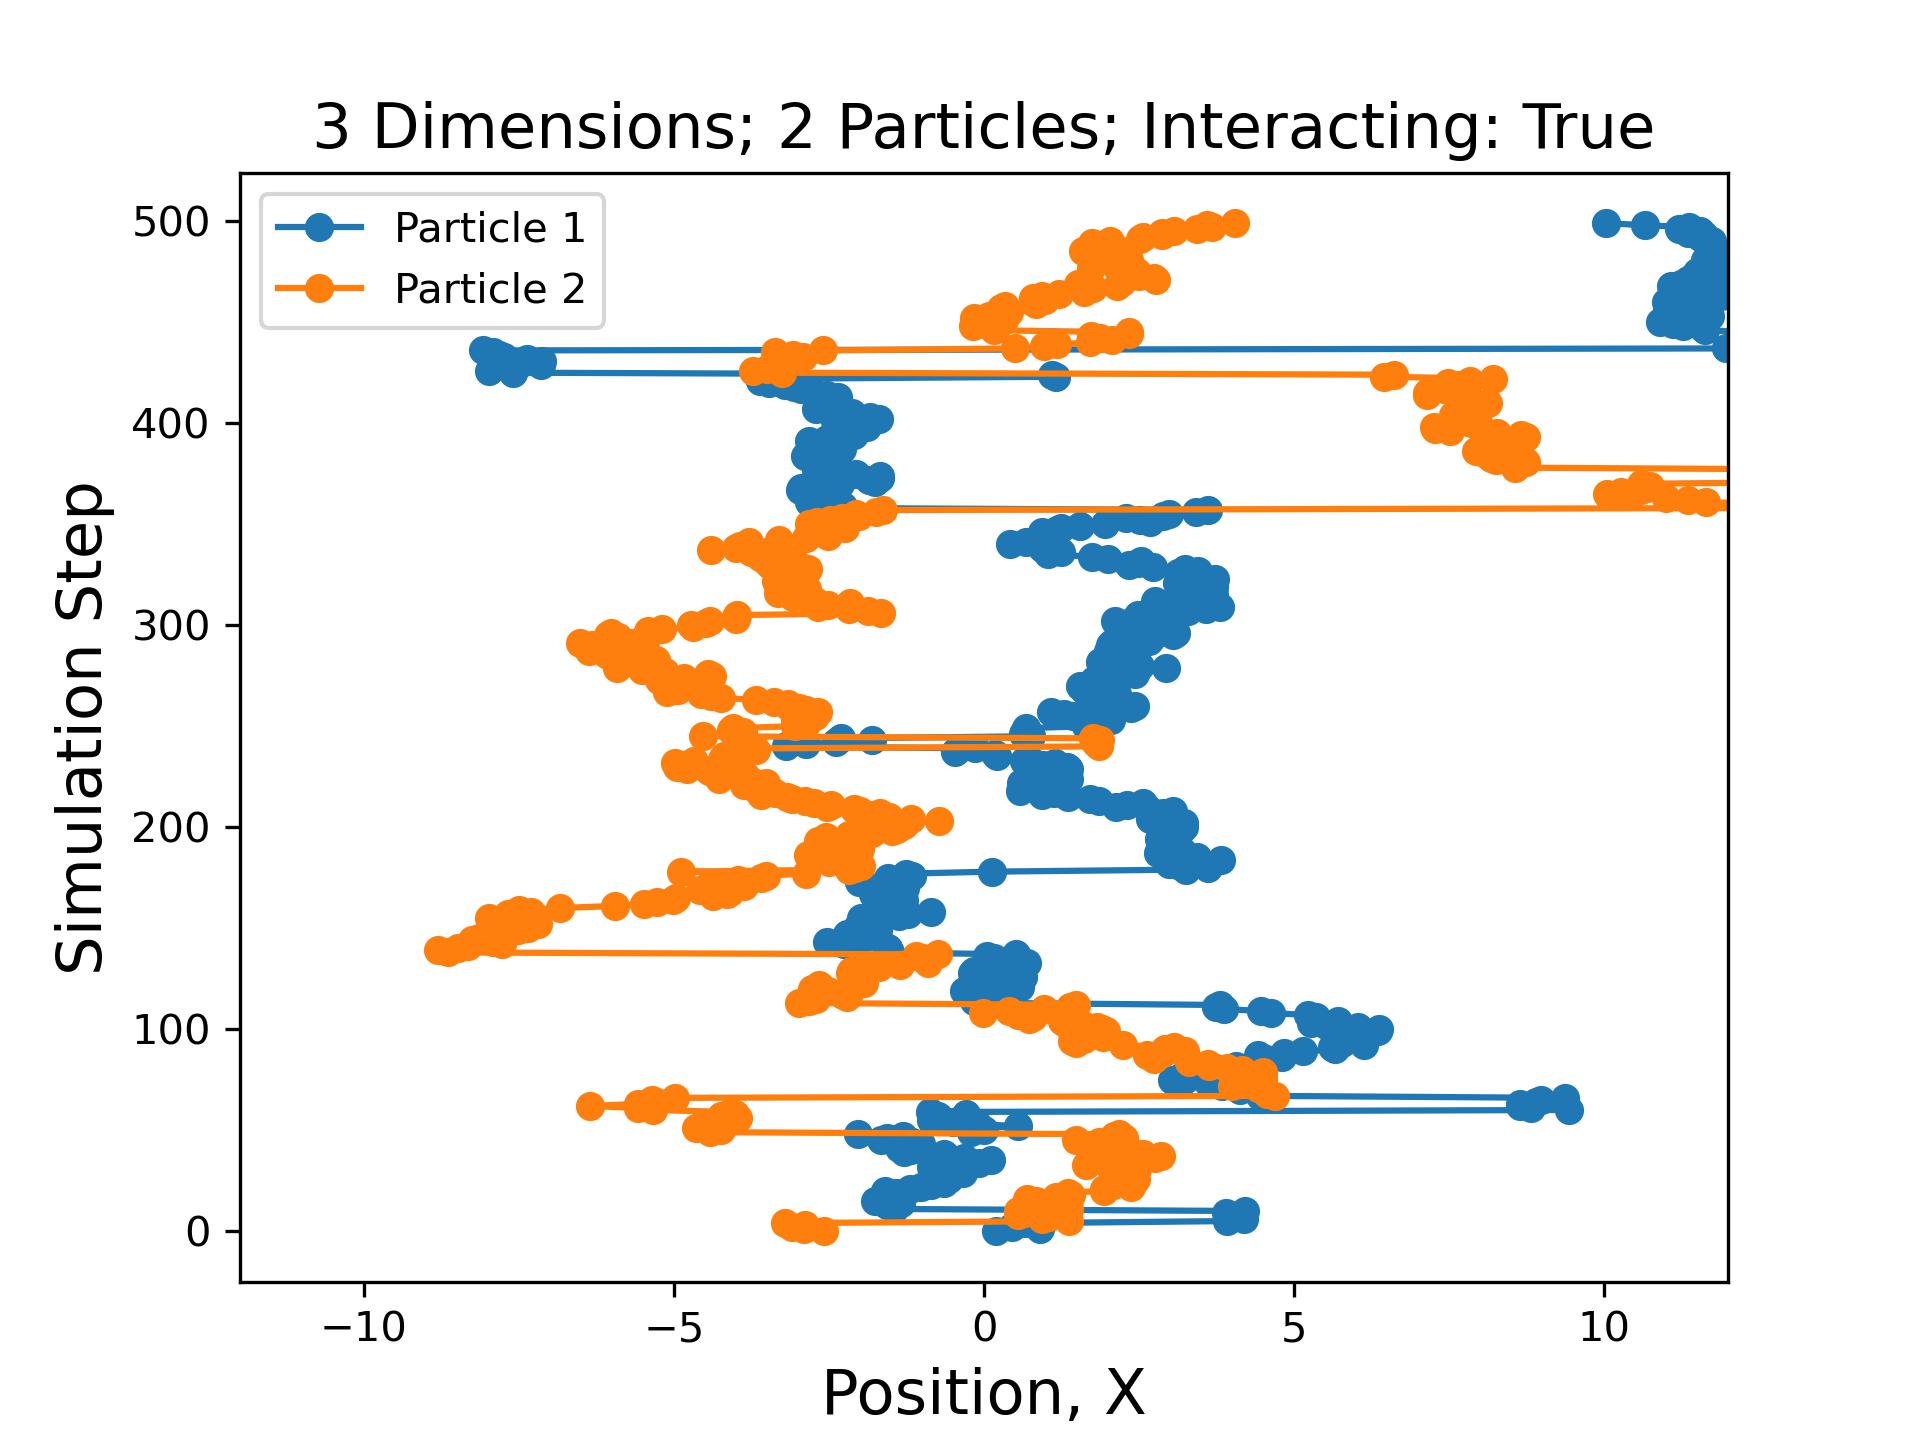 3 Dimensions; 2 Particles; Interacting: True
Particle 1
Particle 2
Simulation Step
500
400
300
200
100
0
−10
−5
0
5
10
Position, X